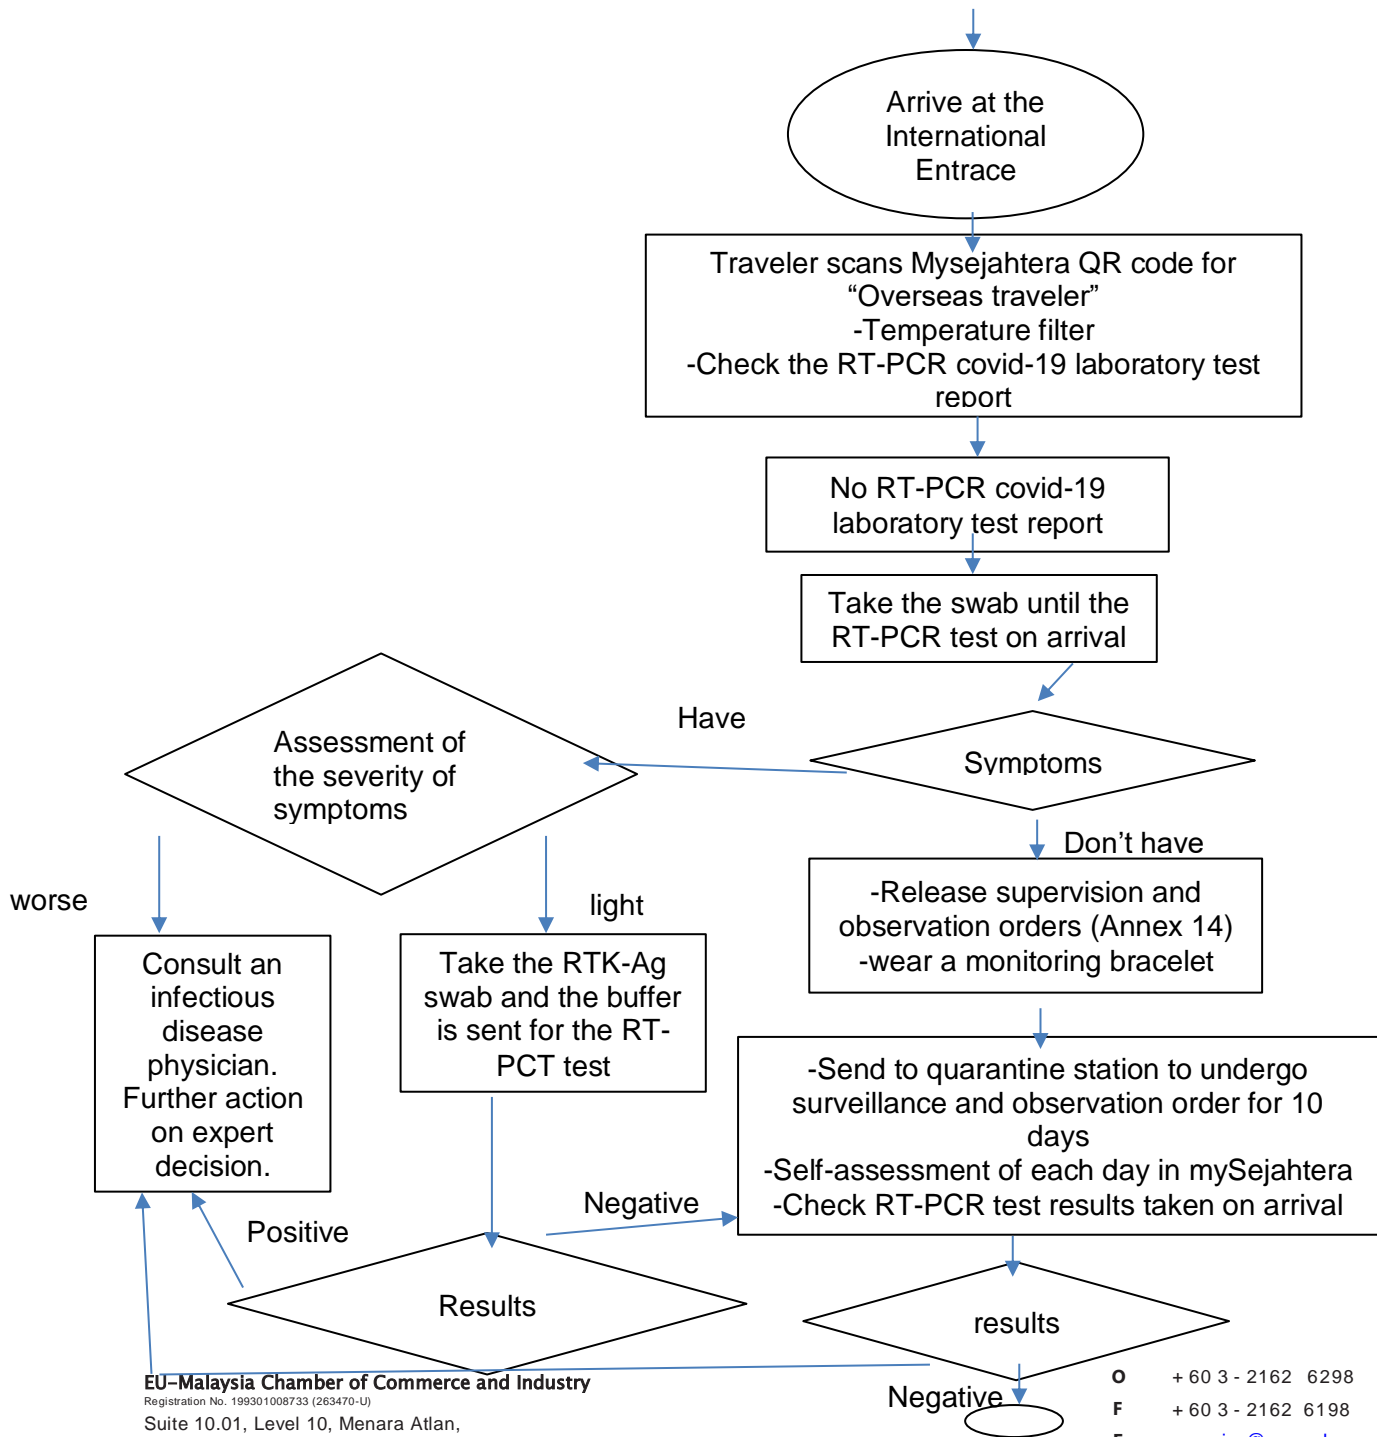 Arrive at the
International
Entrace
Traveler scans Mysejahtera QR code for
“Overseas traveler”
-Temperature filter
-Check the RT-PCR covid-19 laboratory test
report
No RT-PCR covid-19
laboratory test report
Take the swab until the
RT-PCR test on arrival
Have
Assessment of
the severity of
symptoms
Symptoms
Don’t have
worse
light
-Release supervision and
observation orders (Annex 14)
-wear a monitoring bracelet
Consult an
infectious
disease
physician.
Further action
on expert
decision.
Take the RTK-Ag
swab and the buffer
is sent for the RT-
PCT test
-Send to quarantine station to undergo
surveillance and observation order for 10
days
-Self-assessment of each day in mySejahtera
-Check RT-PCR test results taken on arrival
Negative
Positive
Results
results
Negative
EU-Malaysia Chamber of Commerce and Industry
Registration No. 199301008733 (263470-U)
Suite 10.01, Level 10, Menara Atlan,
O +60 3 - 2162 6298
F +60 3 - 2162 6198